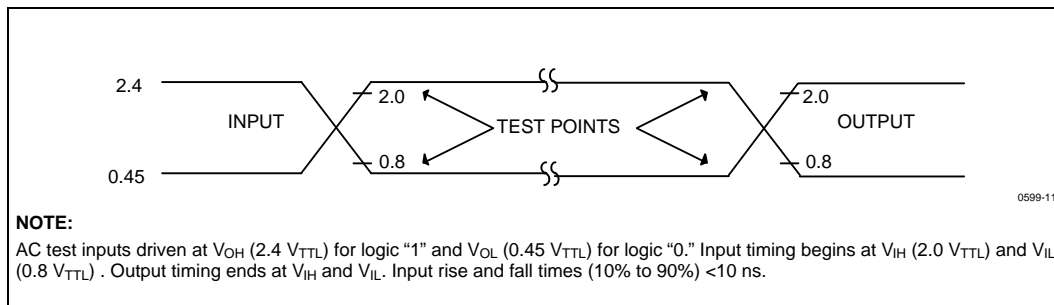 2.4
2.0
2.0
INPUT
TEST POINTS
OUTPUT
0.8
0.8
0.45
0599-11
NOTE:
AC test inputs driven at VOH (2.4 VTTL) for logic “1” and VOL (0.45 VTTL) for logic “0.” Input timing begins at VIH (2.0 VTTL) and VIL
(0.8 VTTL) . Output timing ends at VIH and VIL. Input rise and fall times (10% to 90%) <10 ns.